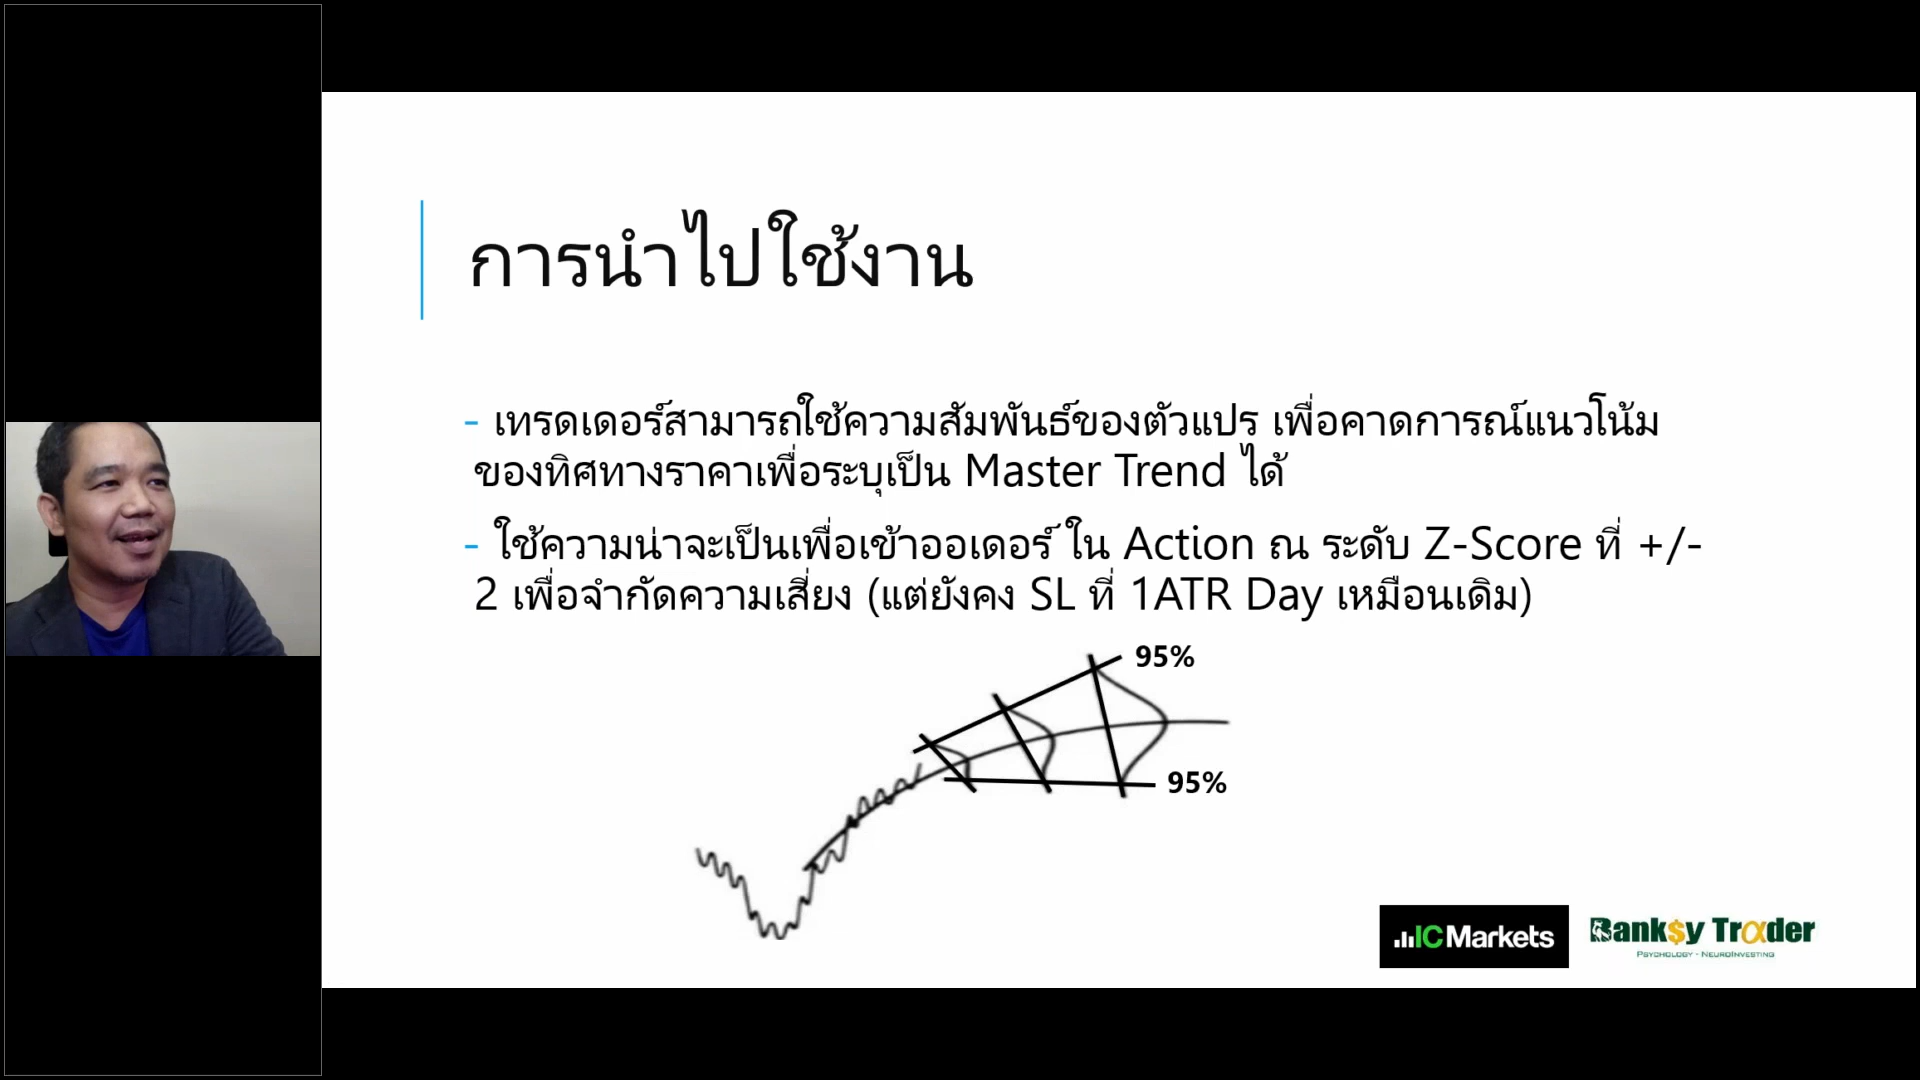 การนำไปใช้งาน
- เทรดเดอร์สามารถใช้ความสัมพันธ์ของตัวแปร เพื่อคาดการณ์แนวโน้ม
ของทิศทางราคาเพื่อระบุเป็น Master Trend ได้
- ใช้ความน่าจะเป็นเพื่อเข้าออเดอร์ ใน Action ณ ระดับ Z-Score ที่ +/-
2 เพื่อจำกัดความเสี่ยง (แต่ยังคง SL ที่ 1ATR Day เหมือนเดิม)
95%
95%
IC Markets
Bank$y Trader
Psychology - NeuroInvesting